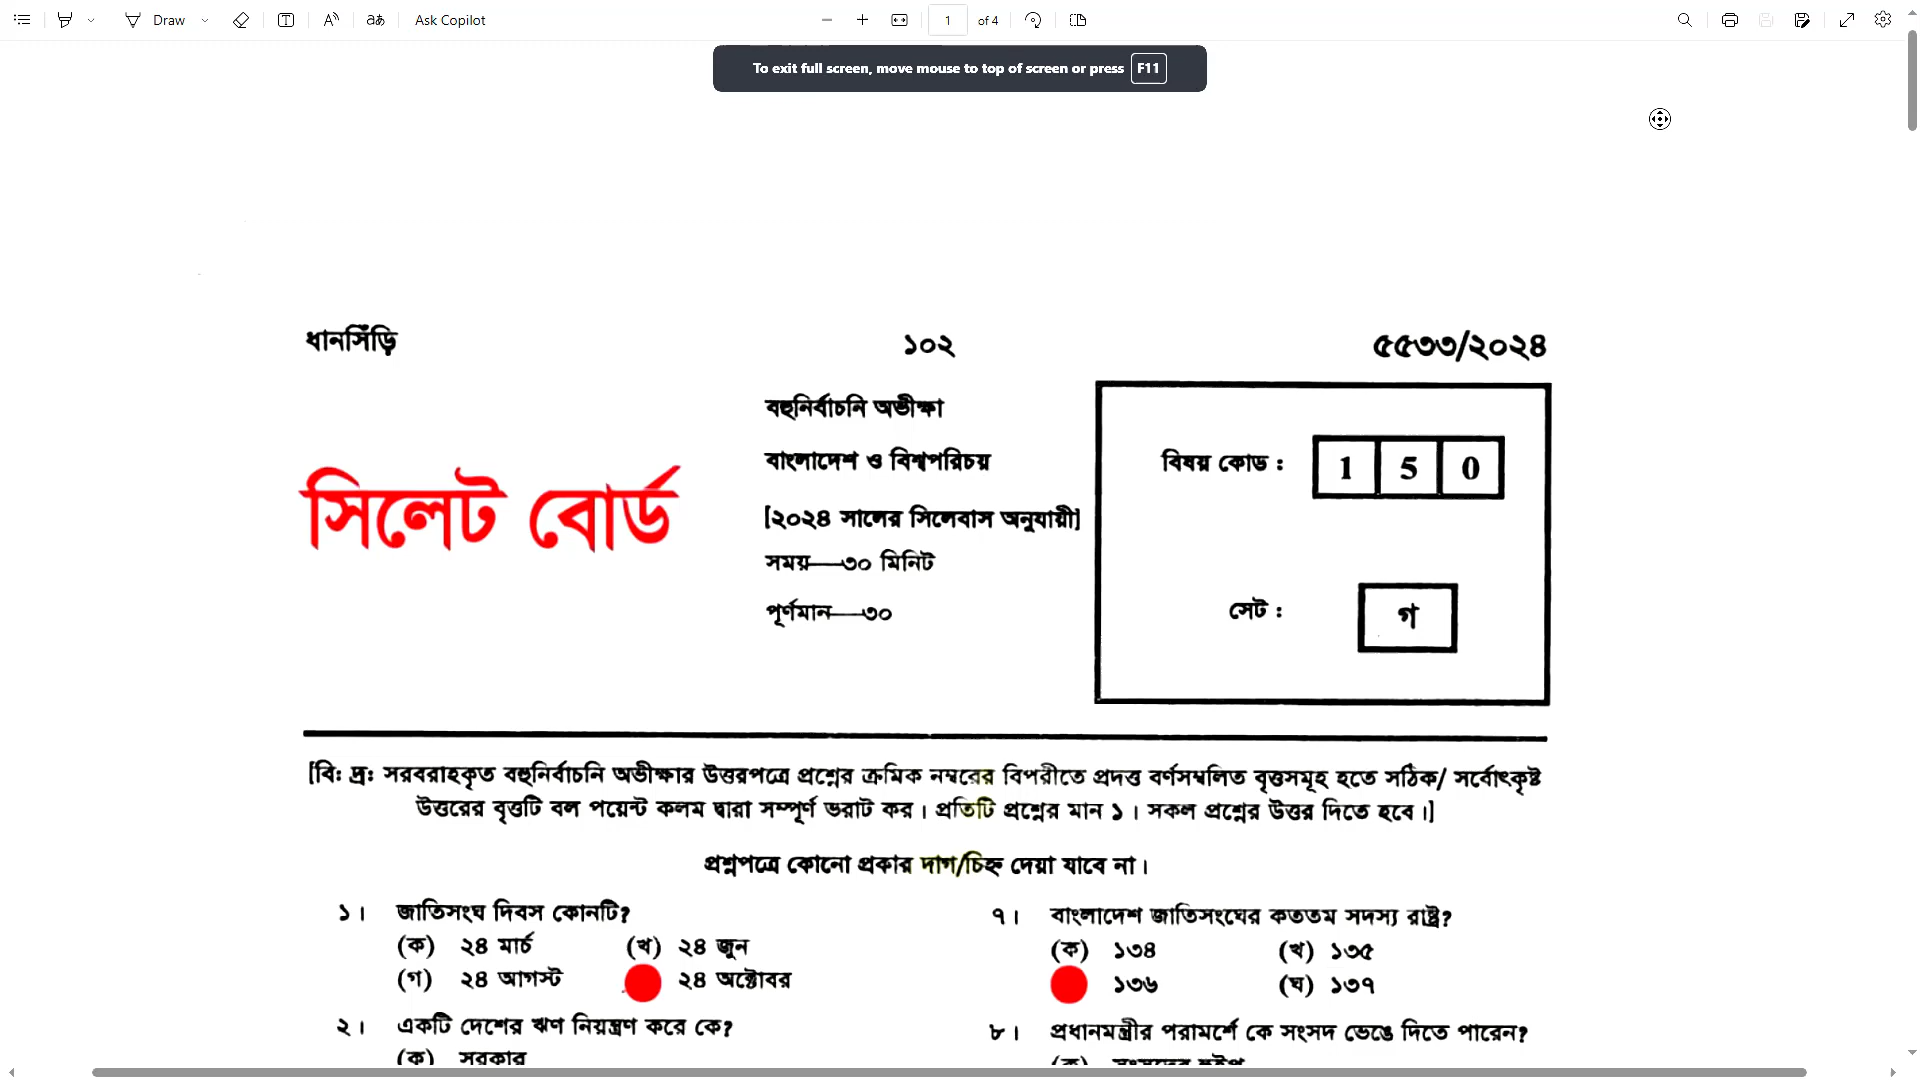 Draw
Ask Copilot
1 of 4
To exit full screen, move mouse to top of screen or press F11
ধানসিঁড়ি
১০২
৫৫৩৩/২০২৪
সিলেট বোর্ড
বহুনির্বাচনি অভীক্ষা
বাংলাদেশ ও বিশ্বপরিচয়
[২০২৪ সালের সিলেবাস অনুযায়ী]
সময়—৩০ মিনিট
পূর্ণমান—৩০
বিষয় কোড : 1 5 0
সেট : গ
[বি: দ্র: সরবরাহকৃত বহুনির্বাচনি অভীক্ষার উত্তরপত্রে প্রশ্নের ক্রমিক নম্বরের বিপরীতে প্রদত্ত বর্ণসম্বলিত বৃত্তসমূহ হতে সঠিক/ সর্বোৎকৃষ্ট
উত্তরের বৃত্তটি বল পয়েন্ট কলম দ্বারা সম্পূর্ণ ভরাট কর। প্রতিটি প্রশ্নের মান ১। সকল প্রশ্নের উত্তর দিতে হবে।]
প্রশ্নপত্রে কোনো প্রকার দাগ/চিহ্ন দেয়া যাবে না।
১। জাতিসংঘ দিবস কোনটি?
(ক) ২৪ মার্চ (খ) ২৪ জুন
(গ) ২৪ আগস্ট ২৪ অক্টোবর
২। একটি দেশের ঋণ নিয়ন্ত্রণ করে কে?
(ক) সরকার
৭। বাংলাদেশ জাতিসংঘের কততম সদস্য রাষ্ট্র?
(ক) ১৩৪ (খ) ১৩৫
১৩৬ (ঘ) ১৩৭
৮। প্রধানমন্ত্রীর পরামর্শে কে সংসদ ভেঙে দিতে পারেন?